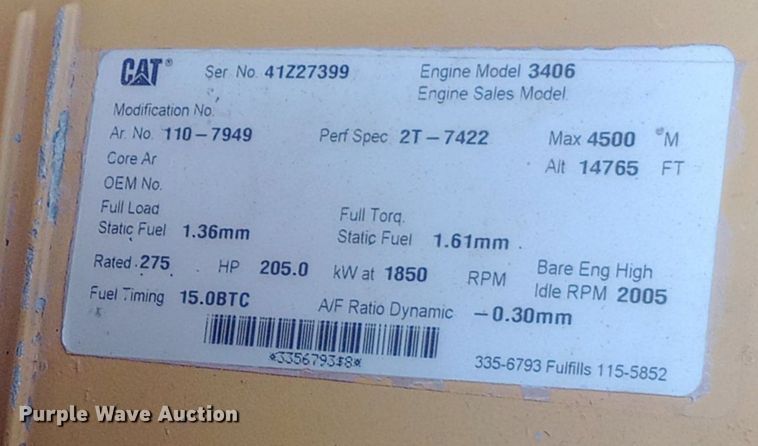 CAT® Ser No. 41Z27399 Engine Model 3406
Engine Sales Model
Modification No.
Ar. No. 110-7949 Perf Spec 2T-7422 Max 4500 M
Core Ar Alt 14765 FT
OEM No.
Full Load Full Torq.
Static Fuel 1.36mm Static Fuel 1.61mm
Rated 275 HP 205.0 kW at 1850 RPM Bare Eng High
Idle RPM 2005
Fuel Timing 15.0BTC A/F Ratio Dynamic -0.30mm
335-6793 Fulfills 115-5852
Purple Wave Auction